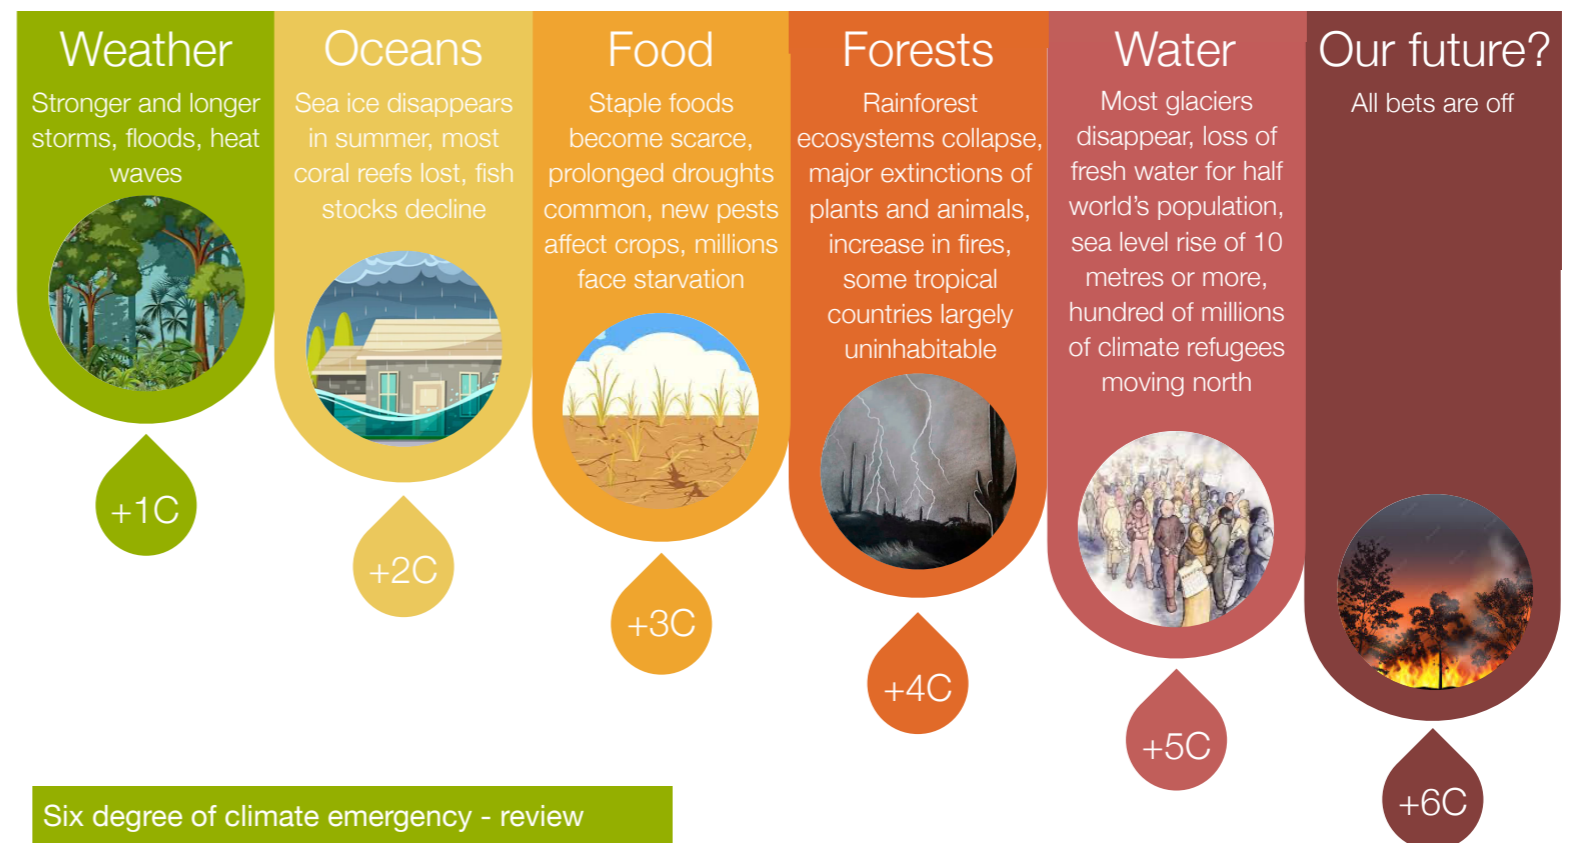 Weather
Stronger and longer
storms, floods, heat
waves
+1C
Oceans
Sea ice disappears
in summer, most
coral reefs lost, fish
stocks decline
+2C
Food
Staple foods
become scarce,
prolonged droughts
common, new pests
affect crops, millions
face starvation
+3C
Forests
Rainforest
ecosystems collapse,
major extinctions of
plants and animals,
increase in fires,
some tropical
countries largely
uninhabitable
+4C
Water
Most glaciers
disappear, loss of
fresh water for half
world's population,
sea level rise of 10
metres or more,
hundred of millions
of climate refugees
moving north
+5C
Our future?
All bets are off
+6C
Six degree of climate emergency - review